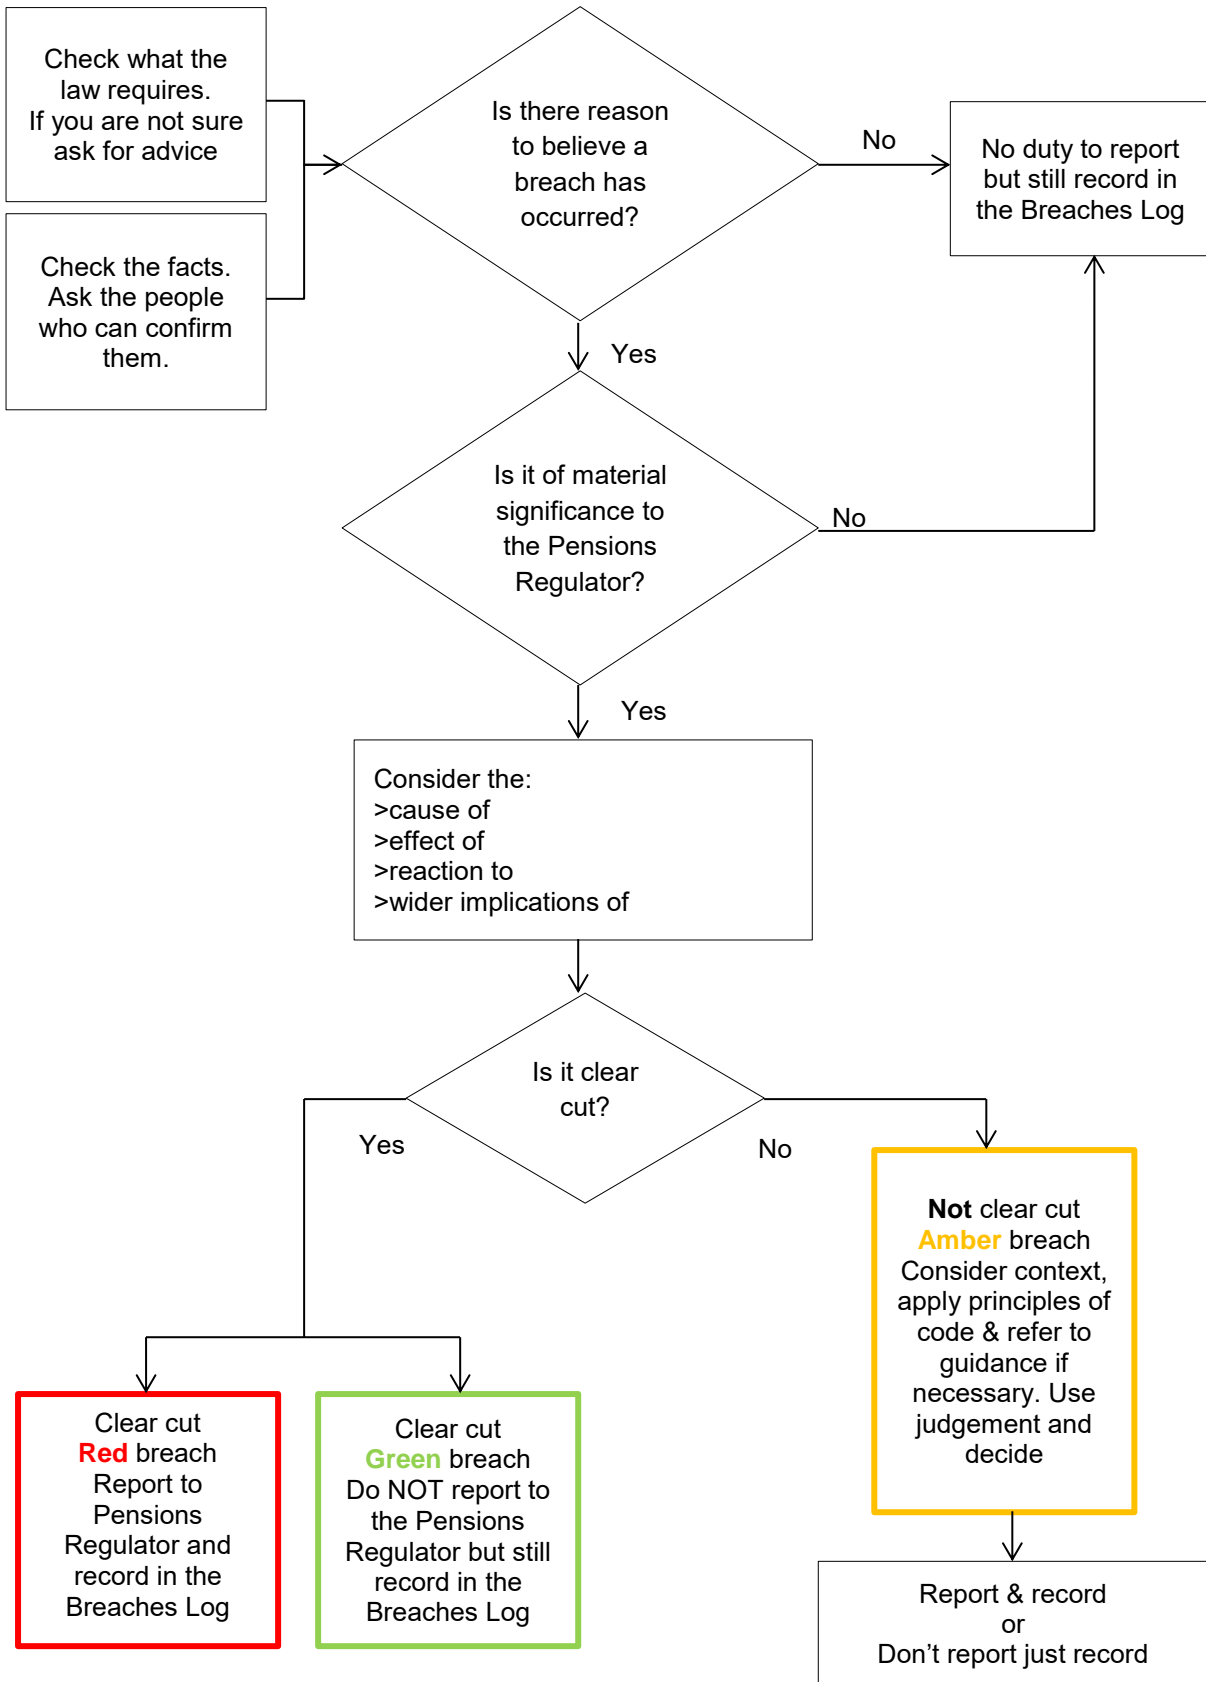 Check what the
law requires.
If you are not sure
ask for advice
Is there reason
to believe a
breach has
occurred?
No
No duty to report
but still record in
the Breaches Log
Check the facts.
Ask the people
who can confirm
them.
Yes
Is it of material
significance to
the Pensions
Regulator?
No
Yes
Consider the:
>cause of
>effect of
>reaction to
>wider implications of
Is it clear
cut?
Yes
No
Not clear cut
Amber breach
Consider context,
apply principles of
code & refer to
guidance if
necessary. Use
judgement and
decide
Clear cut
Red breach
Report to
Pensions
Regulator and
record in the
Breaches Log
Clear cut
Green breach
Do NOT report to
the Pensions
Regulator but still
record in the
Breaches Log
Report & record
or
Don’t report just record